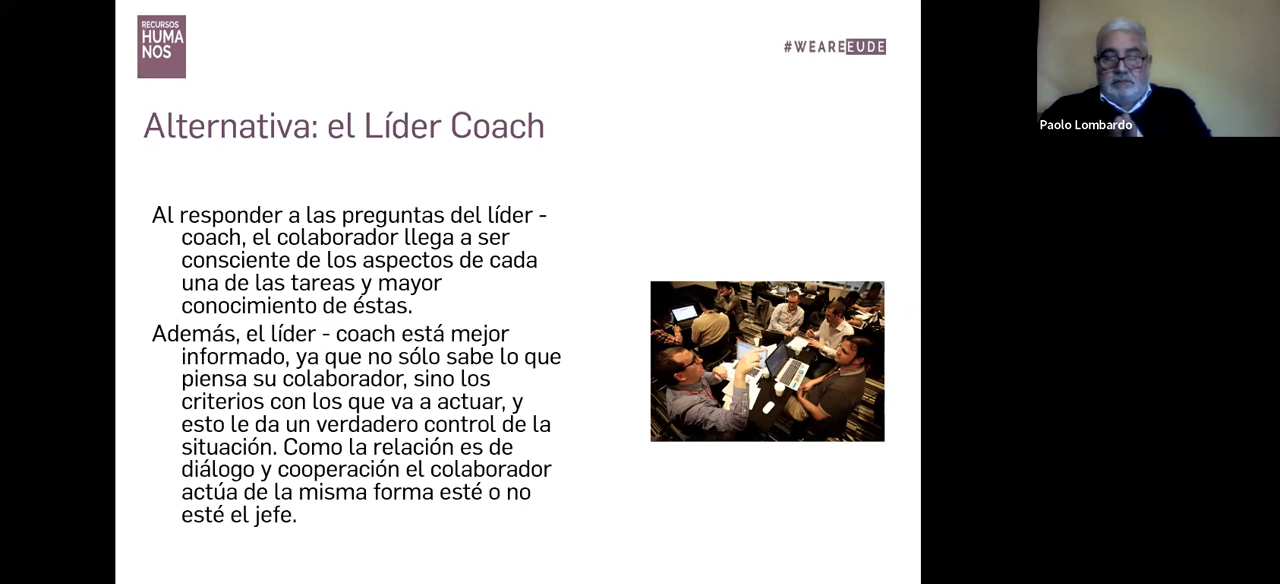 RECURSOS
HUMA
NOS
#WEAREEUDE
Paolo Lombardo
Alternativa: el Líder Coach
Al responder a las preguntas del líder -
coach, el colaborador llega a ser
consciente de los aspectos de cada
una de las tareas y mayor
conocimiento de éstas.
Además, el líder - coach está mejor
informado, ya que no sólo sabe lo que
piensa su colaborador, sino los
criterios con los que va a actuar, y
esto le da un verdadero control de la
situación. Como la relación es de
diálogo y cooperación el colaborador
actúa de la misma forma esté o no
esté el jefe.